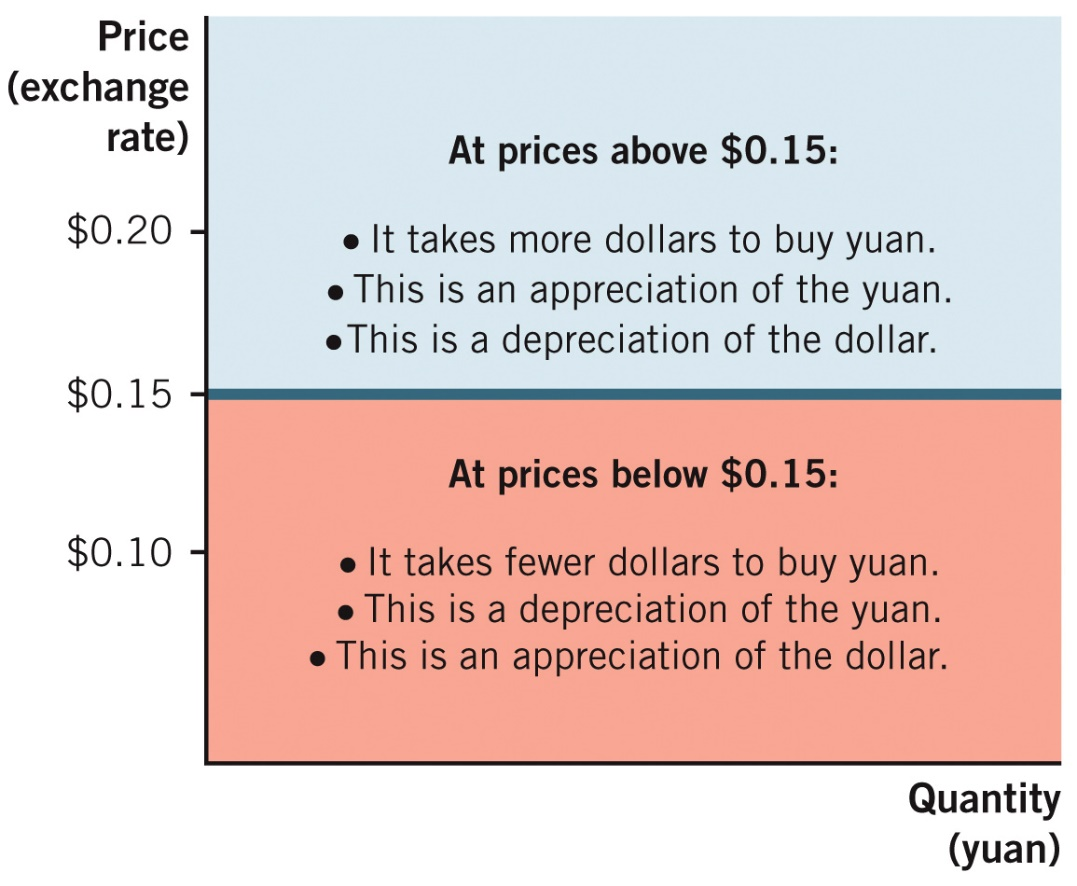 Price
(exchange
rate)
At prices above $0.15:
$0.20
• It takes more dollars to buy yuan.
• This is an appreciation of the yuan.
• This is a depreciation of the dollar.
$0.15
At prices below $0.15:
$0.10
• It takes fewer dollars to buy yuan.
• This is a depreciation of the yuan.
• This is an appreciation of the dollar.
Quantity
(yuan)